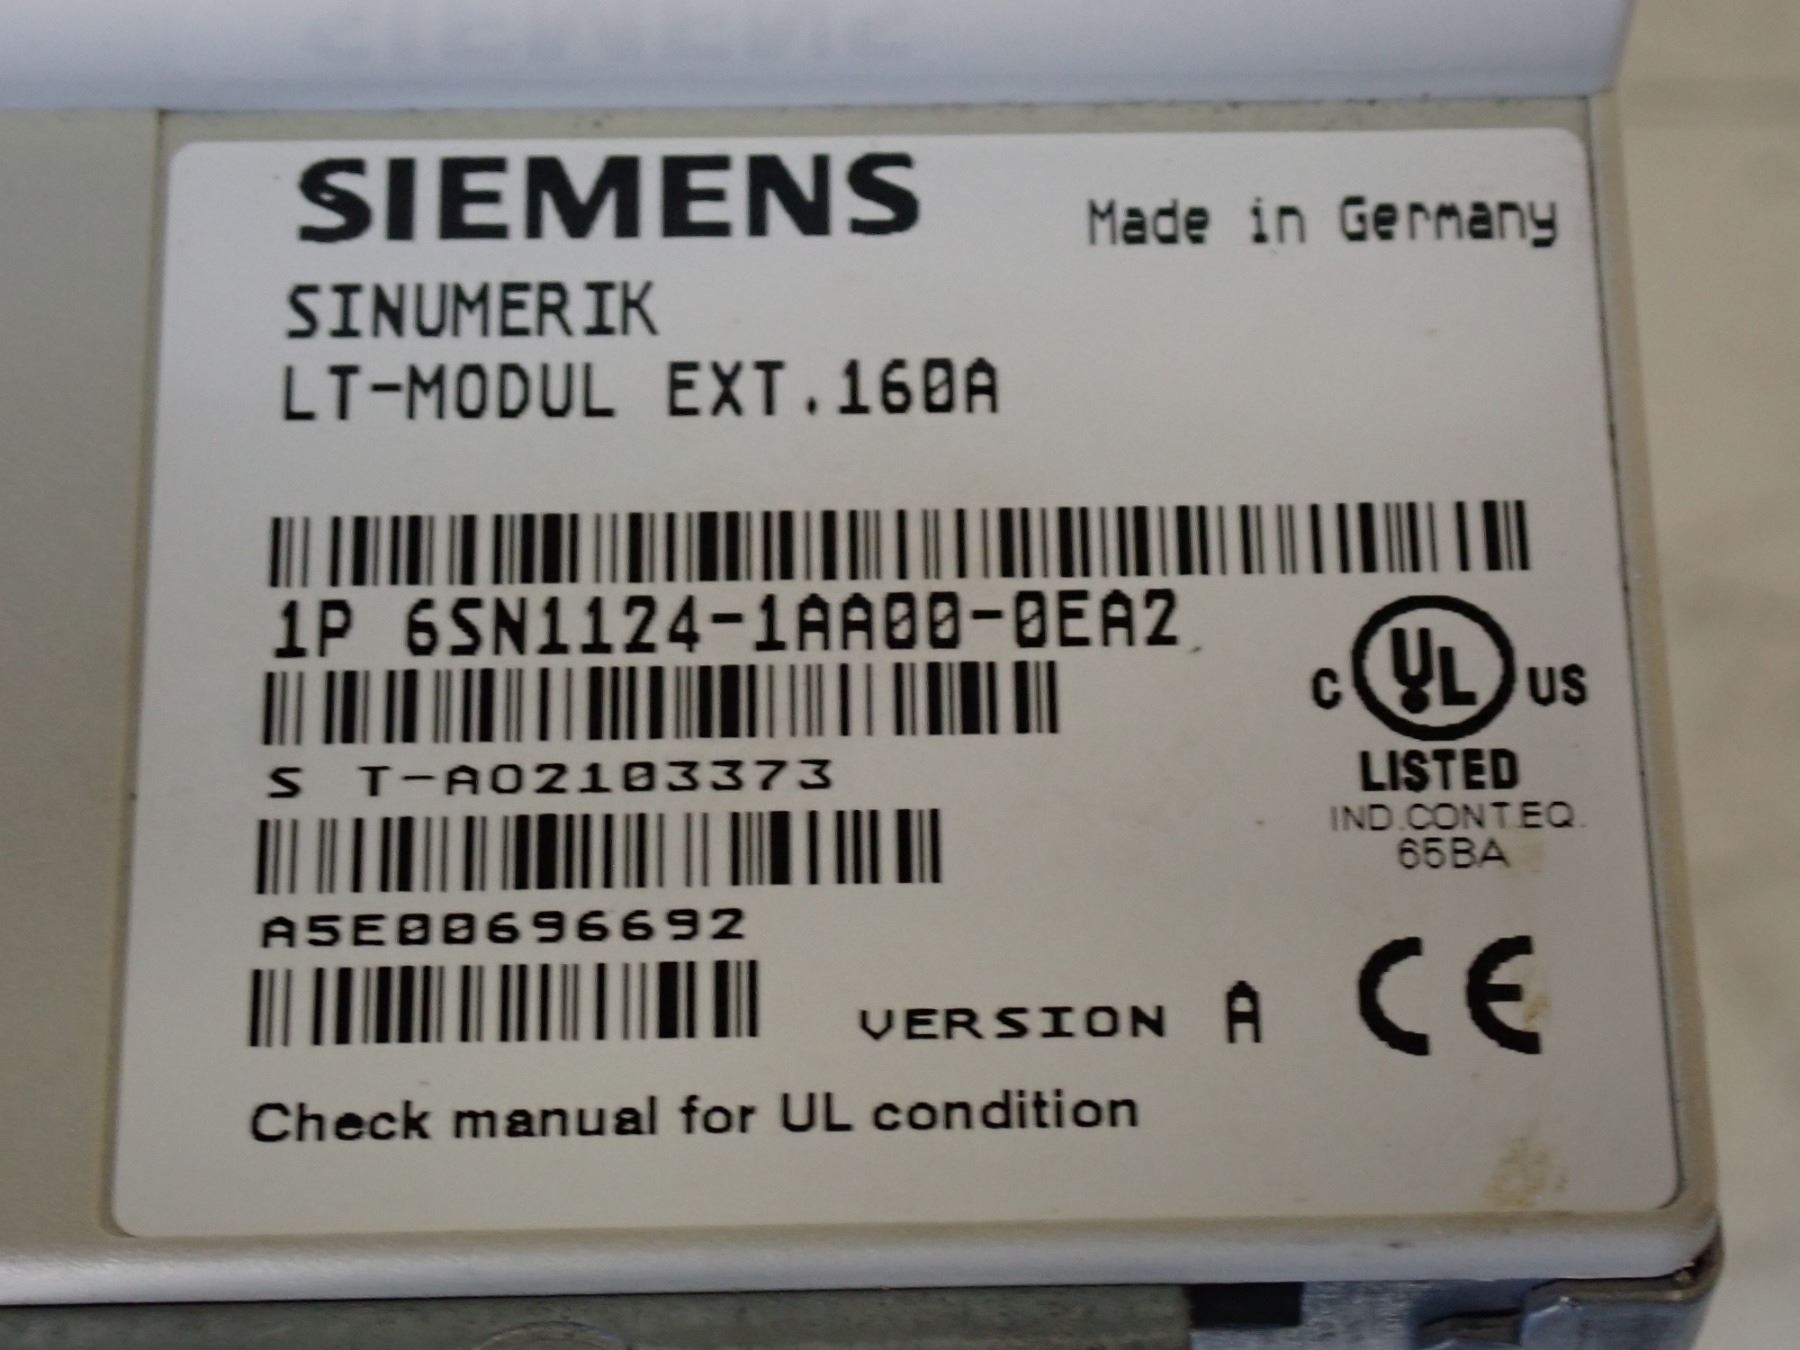 SIEMENS
Made in Germany
SINUMERIK
LT-MODUL EXT.160A
1P 6SN1124-1AA00-0EA2
S T-AO2103373
C UL US
LISTED
IND.CONT.EQ.
65BA
A5E00696692
VERSION A
CE
Check manual for UL condition